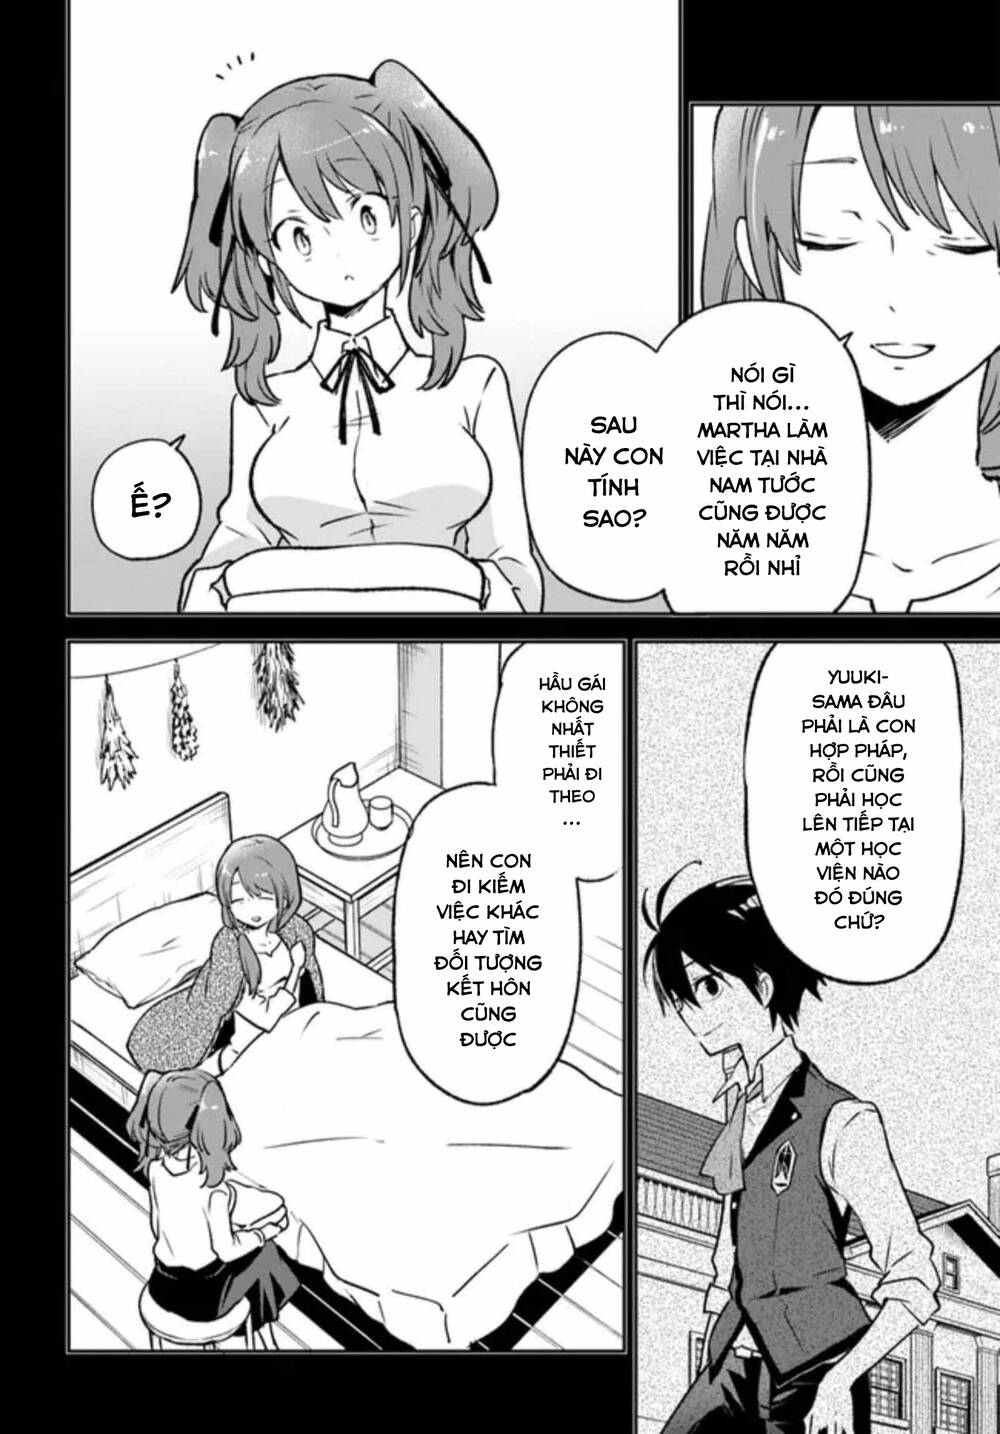 NÓI GÌ
THÌ NÓI...
MARTHA LÀM
VIỆC TẠI NHÀ
NAM TƯỚC
CŨNG ĐƯỢC
NĂM NĂM
RỒI NHỈ
SAU
NÀY CON
TÍNH
SAO?
Ế?
YUUKI-
SAMA ĐÂU
PHẢI LÀ CON
HỢP PHÁP,
RỒI CŨNG
PHẢI HỌC
LÊN TIẾP TẠI
MỘT HỌC
VIỆN NÀO
ĐÓ ĐÚNG
CHỨ?
HẦU GÁI
KHÔNG
NHẤT
THIẾT
PHẢI ĐI
THEO
...
NÊN CON
ĐI KIẾM
VIỆC KHÁC
HAY TÌM
ĐỐI TƯỢNG
KẾT HÔN
CŨNG
ĐƯỢC